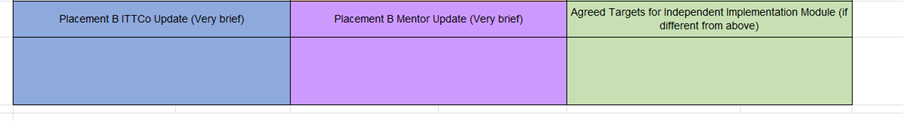 Placement B ITTCo Update (Very brief)
Placement B Mentor Update (Very brief)
Agreed Targets for Independent Implementation Module (if
different from above)